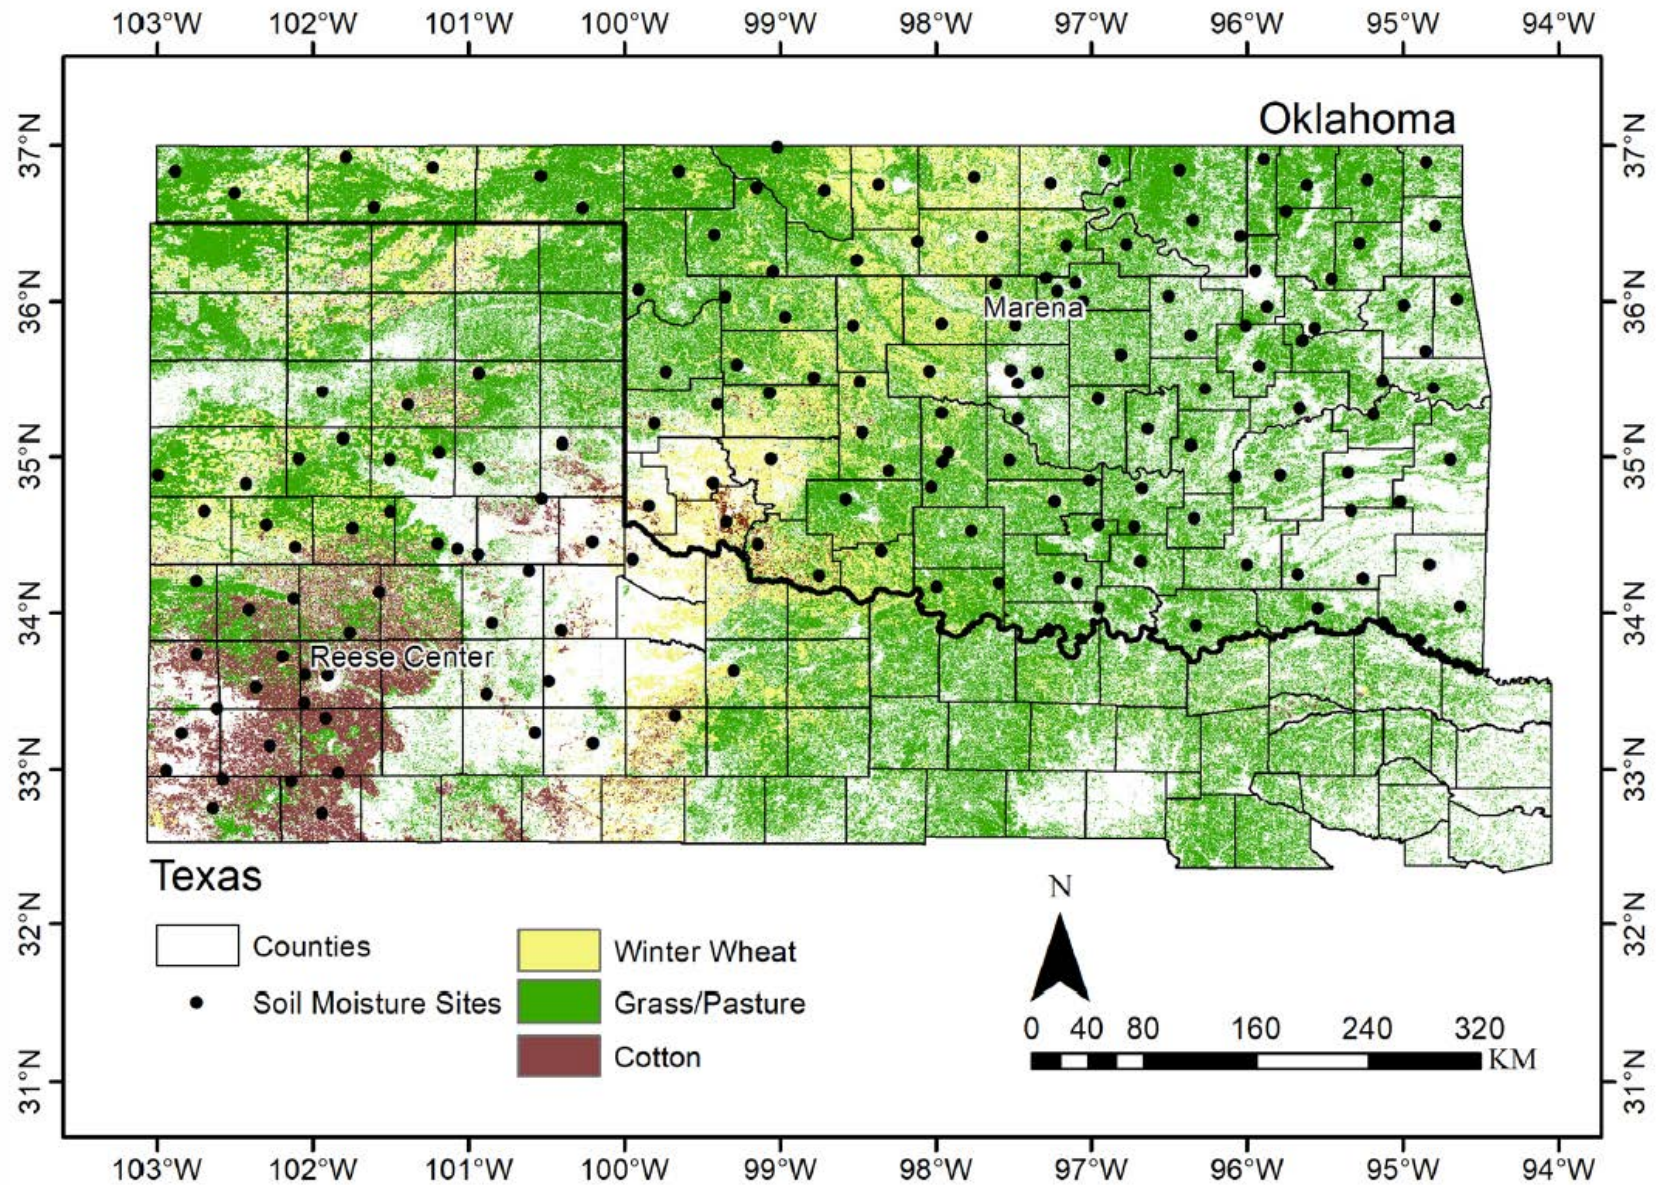 103°W 102°W 101°W 100°W 99°W 98°W 97°W 96°W 95°W 94°W
Oklahoma
37°N 37°N
36°N 36°N
Marena
35°N 35°N
34°N 34°N
Reese Center
33°N 33°N
Texas
N
32°N 32°N
Counties
Winter Wheat
Soil Moisture Sites
Grass/Pasture
0 40 80 160 240 320
KM
Cotton
31°N 31°N
103°W 102°W 101°W 100°W 99°W 98°W 97°W 96°W 95°W 94°W